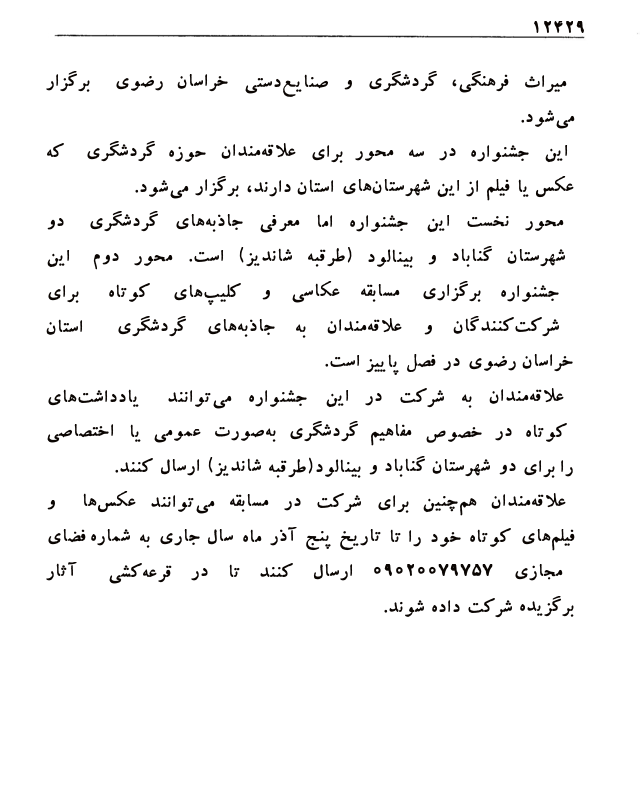 ۱۲۴۲۹
میراث فرهنگی، گردشگری و صنایع‌دستی خراسان رضوی برگزار
می‌شود.
این جشنواره در سه محور برای علاقه‌مندان حوزه گردشگری که
عکس یا فیلم از این شهرستان‌های استان دارند، برگزار می‌شود.
محور نخست این جشنواره اما معرفی جاذبه‌های گردشگری دو
شهرستان گناباد و بینالود (طرقبه شاندیز) است. محور دوم این
جشنواره برگزاری مسابقه عکاسی و کلیپ‌های کوتاه برای
شرکت‌کنندگان و علاقه‌مندان به جاذبه‌های گردشگری استان
خراسان رضوی در فصل پاییز است.
علاقه‌مندان به شرکت در این جشنواره می‌توانند یادداشت‌های
کوتاه در خصوص مفاهیم گردشگری به‌صورت عمومی یا اختصاصی
را برای دو شهرستان گناباد و بینالود(طرقبه شاندیز) ارسال کنند.
علاقه‌مندان هم‌چنین برای شرکت در مسابقه می‌توانند عکس‌ها و
فیلم‌های کوتاه خود را تا تاریخ پنج آذر ماه سال جاری به شماره فضای
مجازی ۰۹۰۲۰۰۷۹۷۵۷ ارسال کنند تا در قرعه‌کشی آثار
برگزیده شرکت داده شوند.